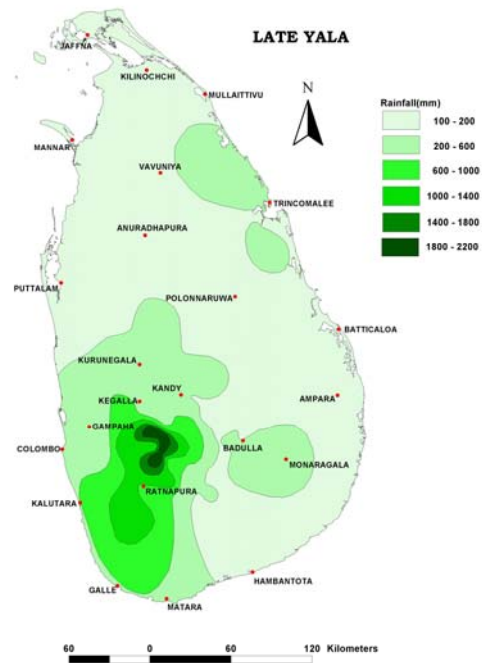 LATE YALA
JAFFNA
KILINOCHCHI
MULLAITTIVU
N
Rainfall(mm)
100 - 200
200 - 600
600 - 1000
1000 - 1400
1400 - 1800
1800 - 2200
MANNAR
VAVUNIYA
TRINCOMALEE
ANURADHAPURA
PUTTALAM
POLONNARUWA
BATTICALOA
KURUNEGALA
KANDY
KEGALLA
AMPARA
GAMPAHA
COLOMBO
BADULLA
MONARAGALA
RATNAPURA
KALUTARA
HAMBANTOTA
GALLE
MATARA
60 0 60 120 Kilometers